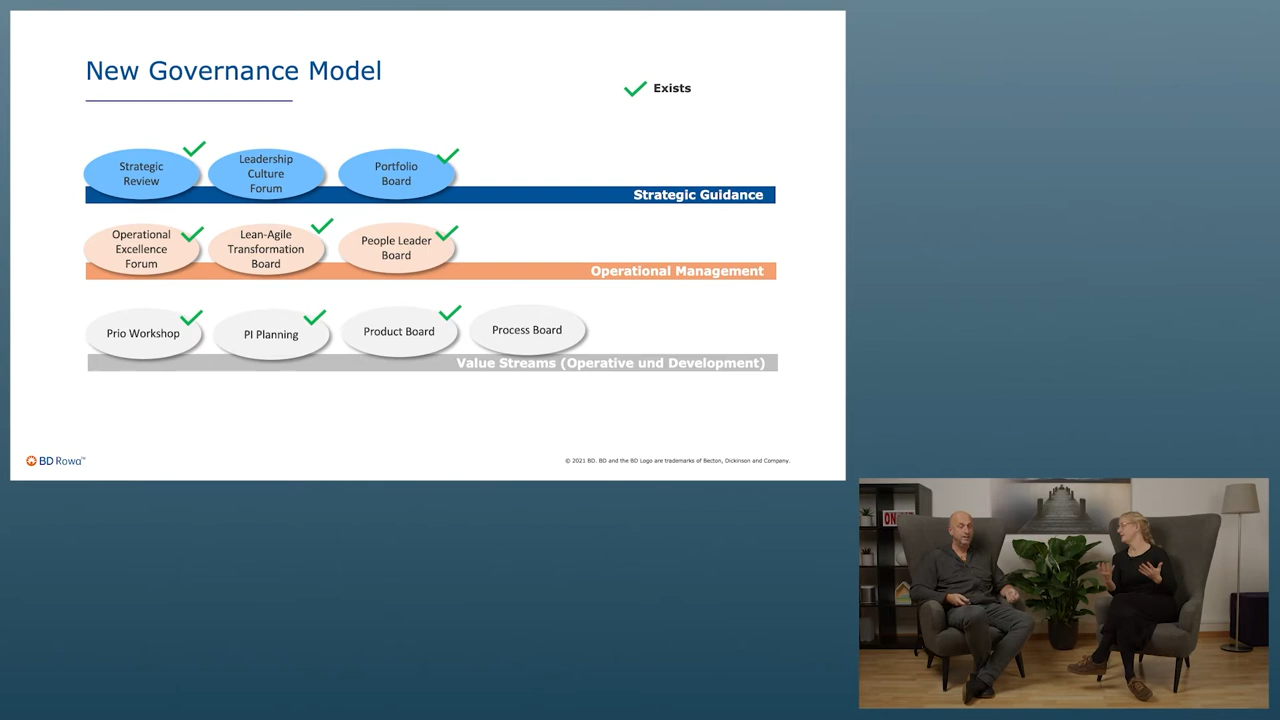 New Governance Model
Exists
Strategic
Review
Leadership
Culture
Forum
Portfolio
Board
Strategic Guidance
Operational
Excellence
Forum
Lean-Agile
Transformation
Board
People Leader
Board
Operational Management
Prio Workshop
PI Planning
Product Board
Process Board
Value Streams (Operative und Development)
BD Rowa™
© 2021 BD. BD and the BD Logo are trademarks of Becton, Dickinson and Company.
ON